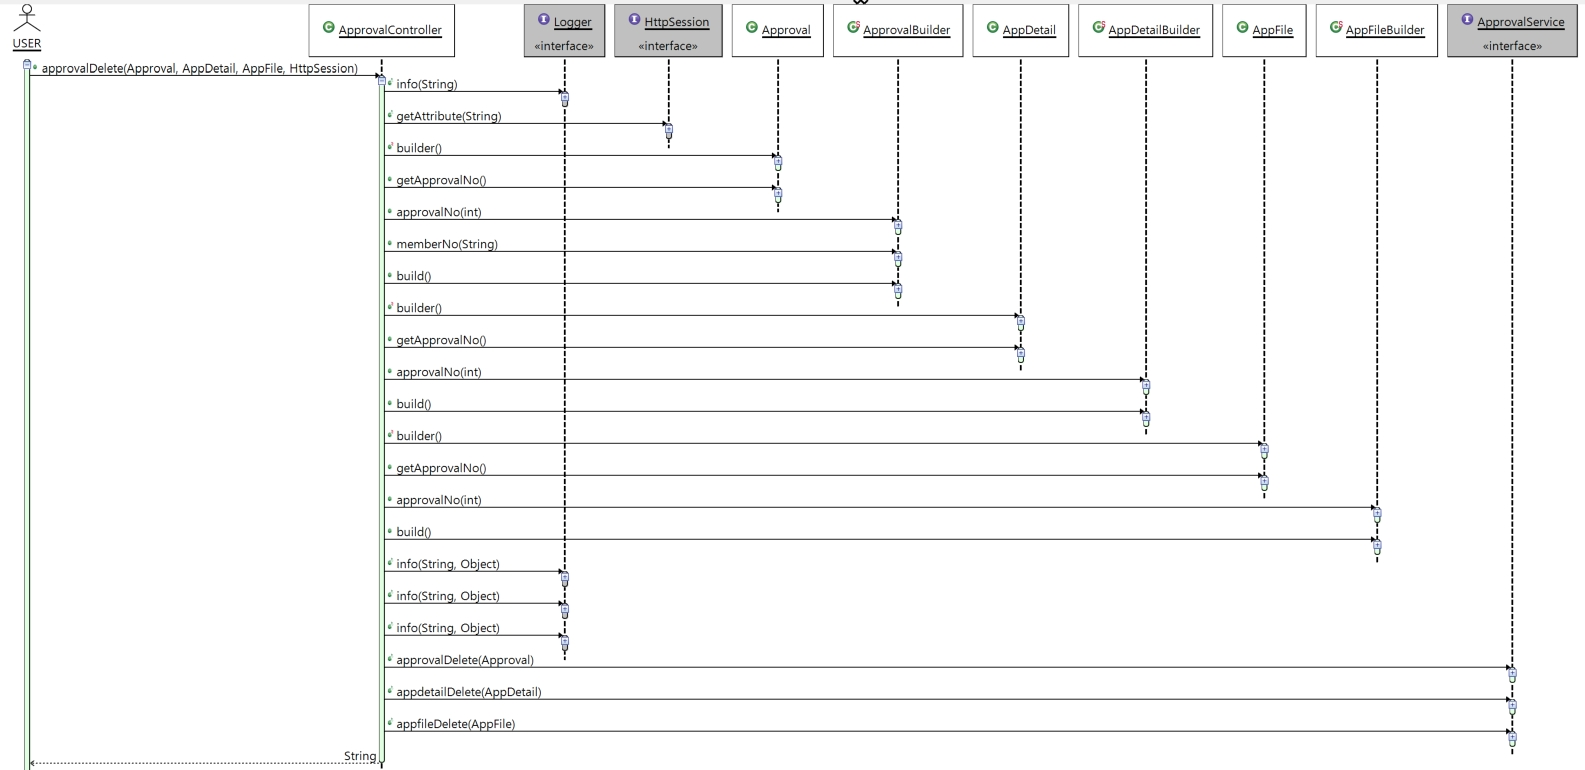 USER
ApprovalController
Logger
«interface»
HttpSession
«interface»
Approval
ApprovalBuilder
AppDetail
AppDetailBuilder
AppFile
AppFileBuilder
ApprovalService
«interface»
approvalDelete(Approval, AppDetail, AppFile, HttpSession)
info(String)
getAttribute(String)
builder()
getApprovalNo()
approvalNo(int)
memberNo(String)
build()
builder()
getApprovalNo()
approvalNo(int)
build()
builder()
getApprovalNo()
approvalNo(int)
build()
info(String, Object)
info(String, Object)
info(String, Object)
approvalDelete(Approval)
appdetailDelete(AppDetail)
appfileDelete(AppFile)
String